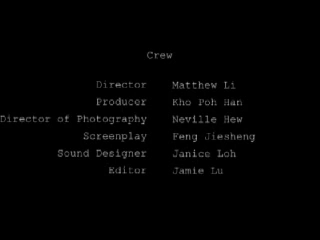 Crew
Director Matthew Li
Producer Kho Poh Han
Director of Photography Neville Hew
Screenplay Feng Jiesheng
Sound Designer Janice Loh
Editor Jamie Lu